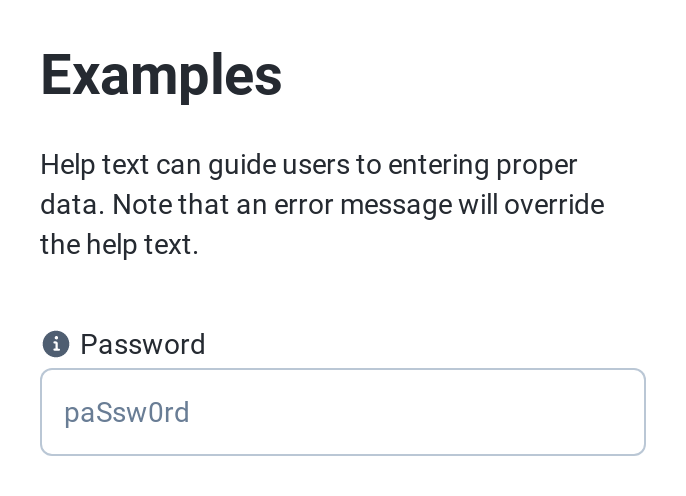 Examples
Help text can guide users to entering proper
data. Note that an error message will override
the help text.
Password
paSsw0rd